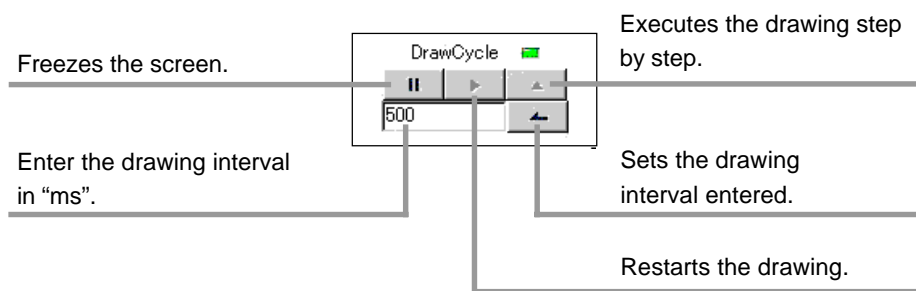 Executes the drawing step
by step.
Freezes the screen.
DrawCycle
500
Enter the drawing interval
in “ms”.
Sets the drawing
interval entered.
Restarts the drawing.